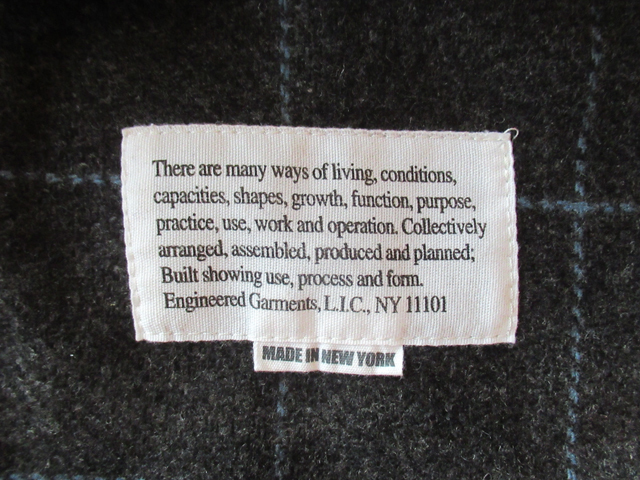 There are many ways of living, conditions,
capacities, shapes, growth, function, purpose,
practice, use, work and operation. Collectively
arranged, assembled, produced and planned;
Built showing use, process and form.
Engineered Garments, L.I.C., NY 11101
MADE IN NEW YORK